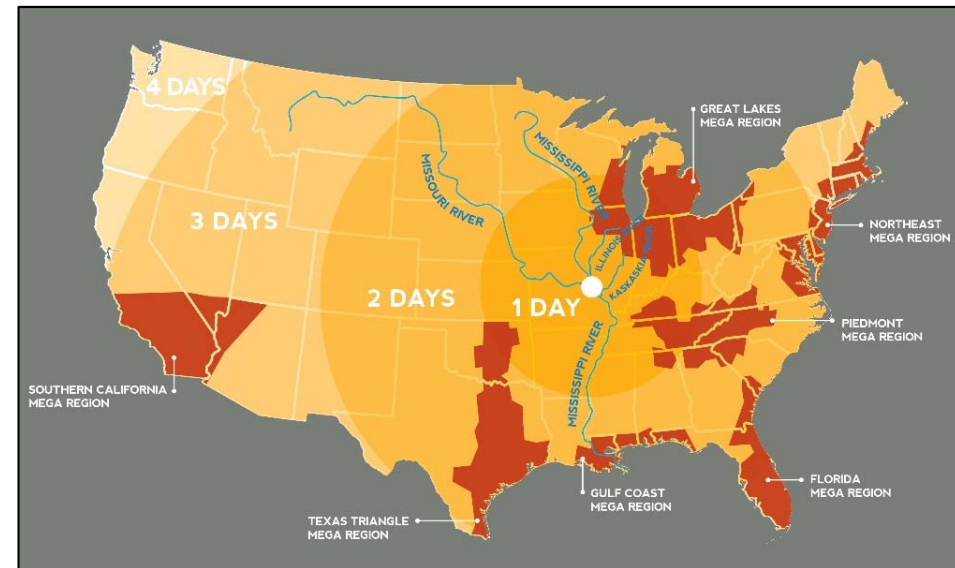 4 DAYS
GREAT LAKES
MEGA REGION
MISSISSIPPI RIVER
MISSOURI RIVER
3 DAYS
NORTHEAST
MEGA REGION
ILLINOIS RIVER
KASKASKIA RIVER
2 DAYS
1 DAY
PIEDMONT
MEGA REGION
MISSISSIPPI RIVER
SOUTHERN CALIFORNIA
MEGA REGION
FLORIDA
MEGA REGION
GULF COAST
MEGA REGION
TEXAS TRIANGLE
MEGA REGION